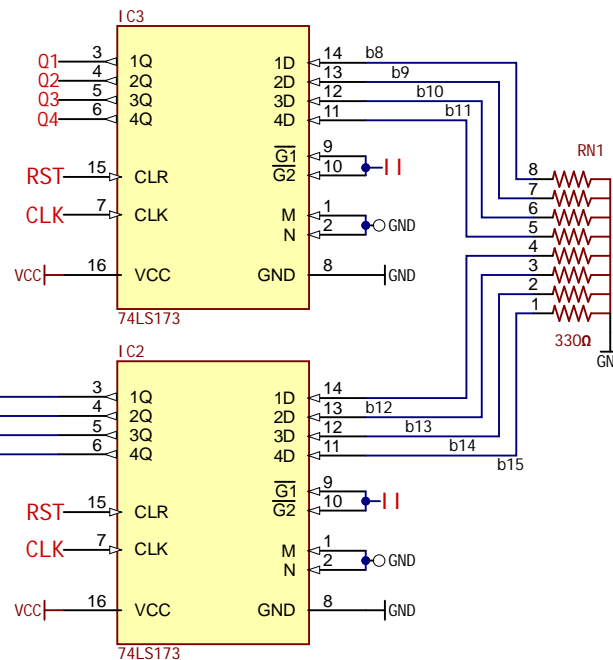 IC3
Q1 3 1Q 1D 14 b8
Q2 4 2Q 2D 13 b9
Q3 5 3Q 3D 12 b10
Q4 6 4Q 4D 11 b11
RN1
G1 9
RST 15 CLR G2 10 II
8
7
CLK 7 CLK M 1 6
N 2 GND 5
4
VCC 16 VCC GND 8 GND 3
2
1
74LS173
330Ω
IC2
GN
3 1Q 1D 14
4 2Q 2D 13 b12
5 3Q 3D 12 b13
6 4Q 4D 11 b14
b15
G1 9
RST 15 CLR G2 10 II
CLK 7 CLK M 1
N 2 GND
VCC 16 VCC GND 8 GND
74LS173